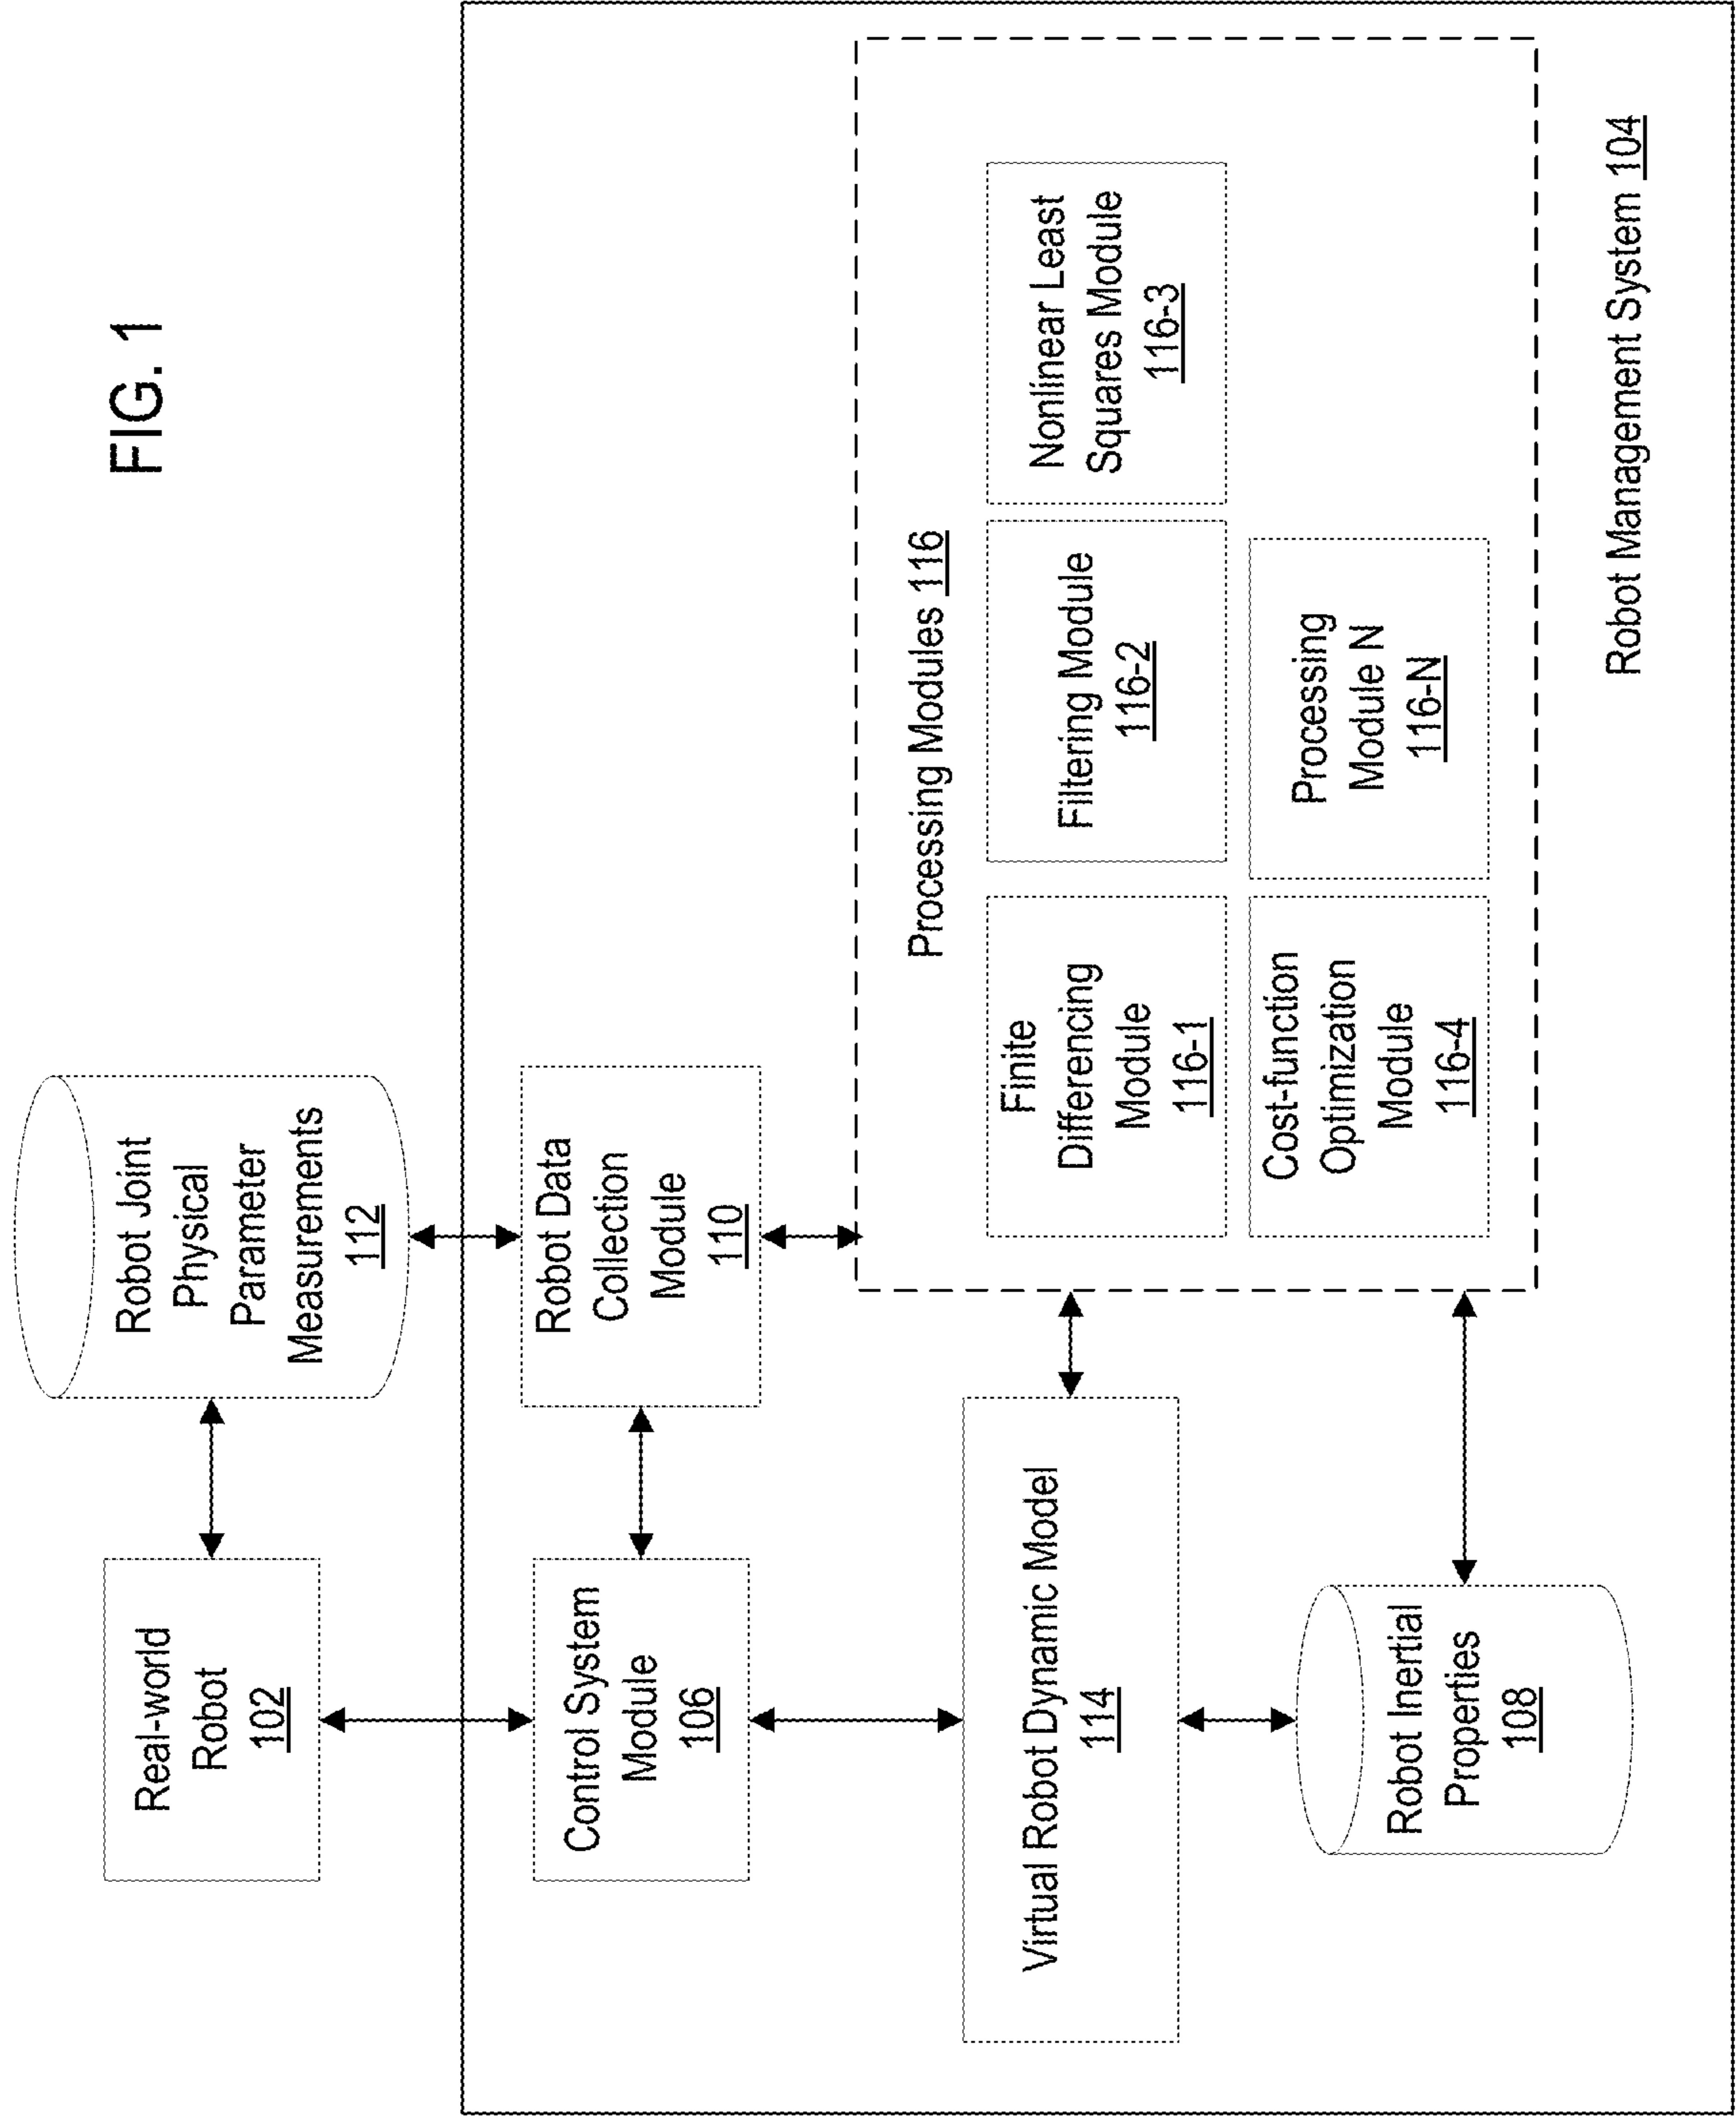 FIG. 1
Real-world
Robot
102
Robot Joint
Physical
Parameter
Measurements
112
Control System
Module
106
Robot Data
Collection
Module
110
Virtual Robot Dynamic Model
114
Robot Inertial
Properties
108
Processing Modules 116
Finite
Differencing
Module
116-1
Filtering Module
116-2
Nonlinear Least
Squares Module
116-3
Cost-function
Optimization
Module
116-4
Processing
Module N
116-N
Robot Management System 104